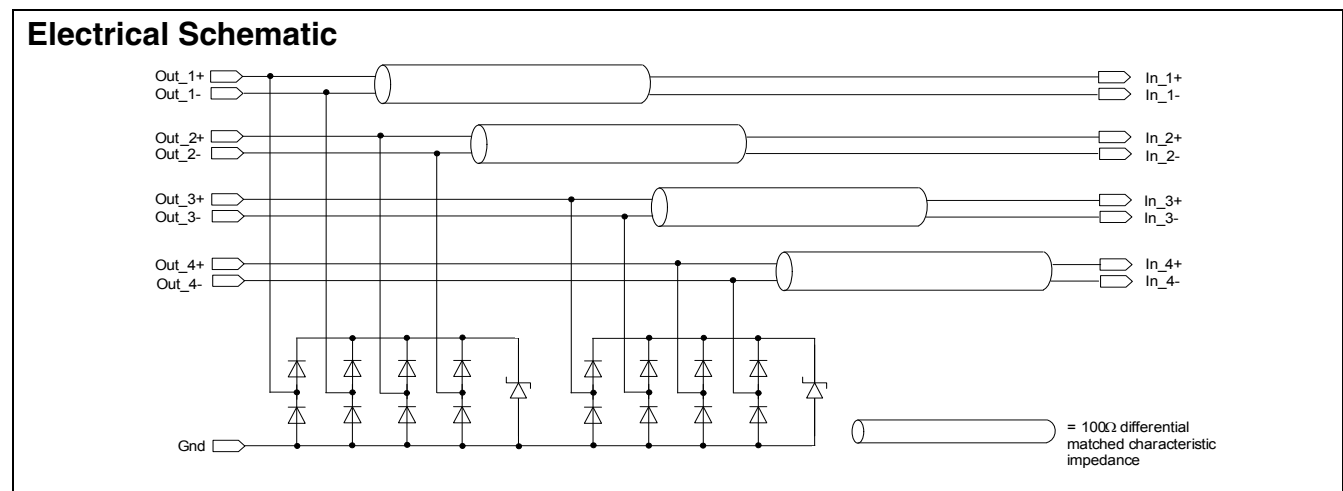 Electrical Schematic
Out_1+
In_1+
Out_1-
In_1-
Out_2+
In_2+
Out_2-
In_2-
Out_3+
In_3+
Out_3-
In_3-
Out_4+
In_4+
Out_4-
In_4-
Gnd
= 100Ω differential
matched characteristic
impedance